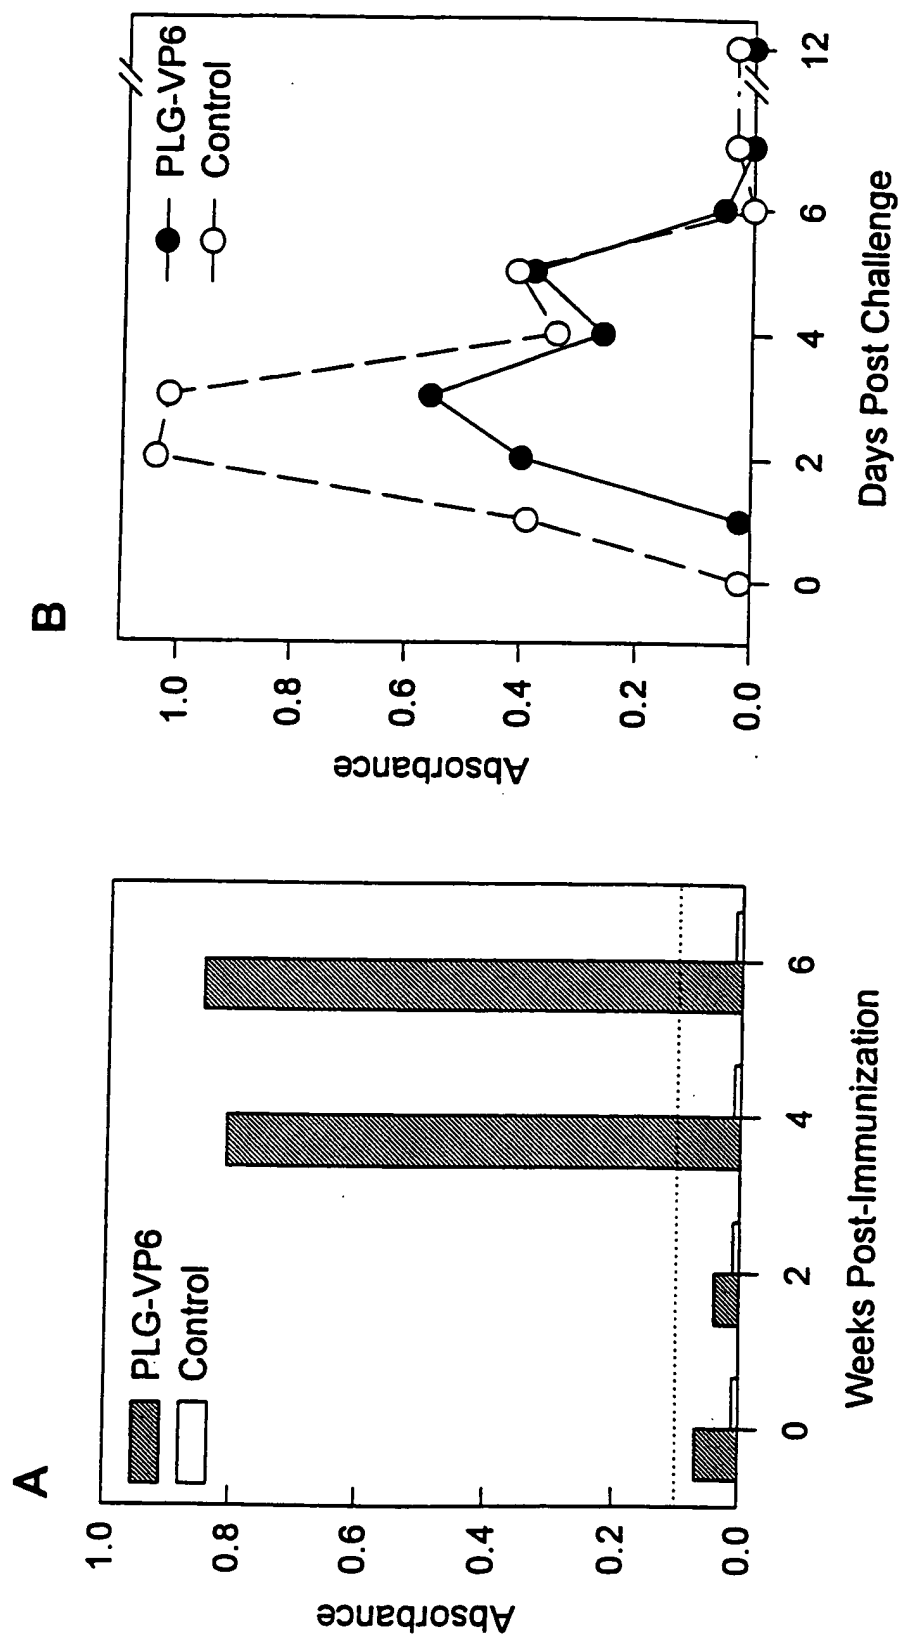 A
PLG-VP6
Control
1.0
0.8
0.6
0.4
0.2
0.0
Absorbance
0
2
4
6
Weeks Post-Immunization
B
PLG-VP6
Control
1.0
0.8
0.6
0.4
0.2
0.0
Absorbance
0
2
4
6
12
Days Post Challenge